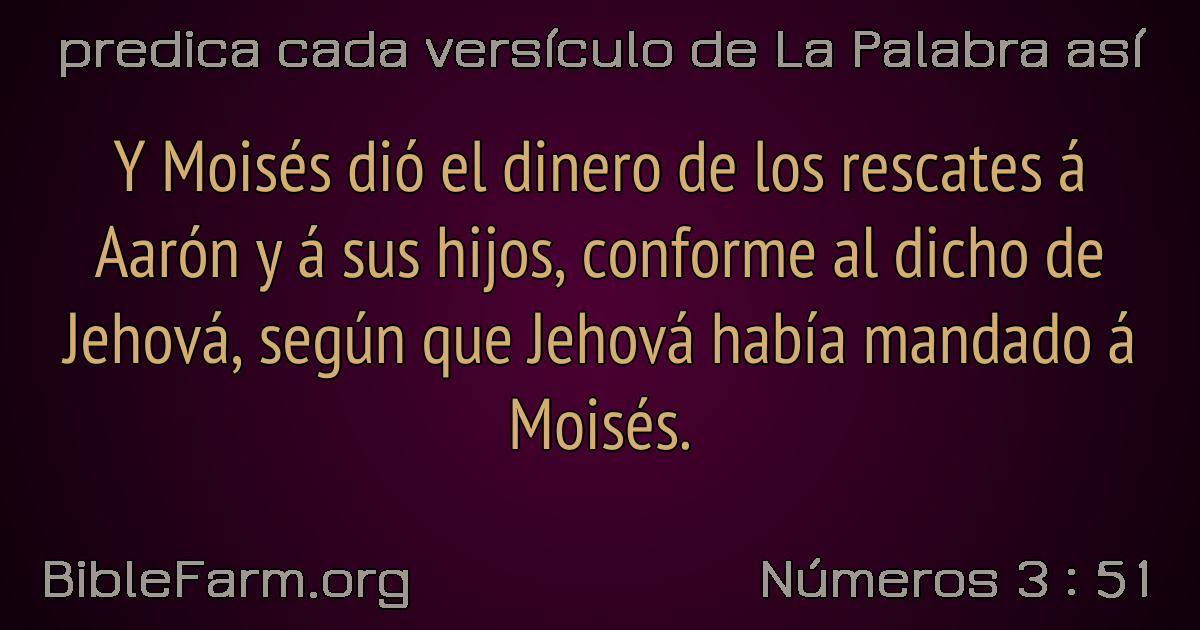 predica cada versículo de La Palabra así
Y Moisés dió el dinero de los rescates á
Aarón y á sus hijos, conforme al dicho de
Jehová, según que Jehová había mandado á
Moisés.
BibleFarm.org
Números 3 : 51